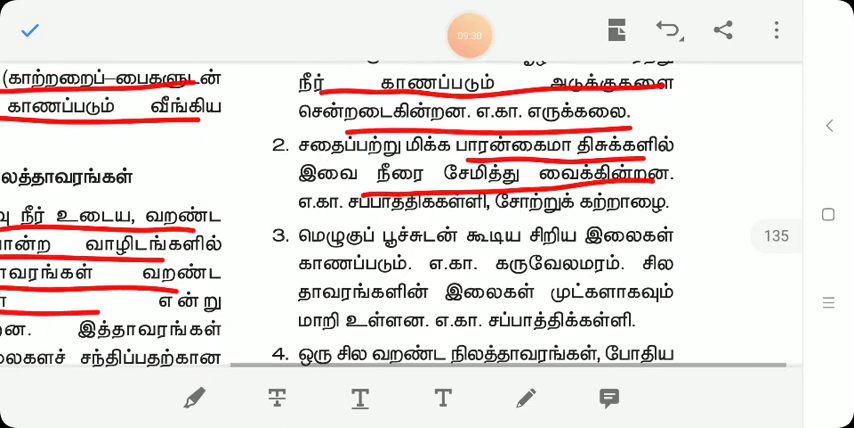 09:30
(காற்றறைப் பைகளுடன்
காணப்படும் வீங்கிய
லத்தாவரங்கள்
நீர் உடைய, வறண்ட
வாழிடங்களில்
வறண்ட
என்று
இத்தாவரங்கள்
சந்திப்பதற்கான
நீர் காணப்படும் அடுக்குகளை
சென்றடைகின்றன. எ.கா. எருக்கலை.
2. சதைப்பற்று மிக்க பாரன்கைமா திசுக்களில்
இவை நீரை சேமித்து வைக்கின்றன.
எ.கா. சப்பாத்திக்கள்ளி, சோற்றுக் கற்றாழை.
3. மெழுகுப் பூச்சுடன் கூடிய சிறிய இலைகள்
காணப்படும். எ.கா. கருவேலமரம். சில
தாவரங்களின் இலைகள் முட்களாகவும்
மாறி உள்ளன. எ.கா. சப்பாத்திக்கள்ளி.
4. ஒரு சில வறண்ட நிலத்தாவரங்கள், போதிய
135